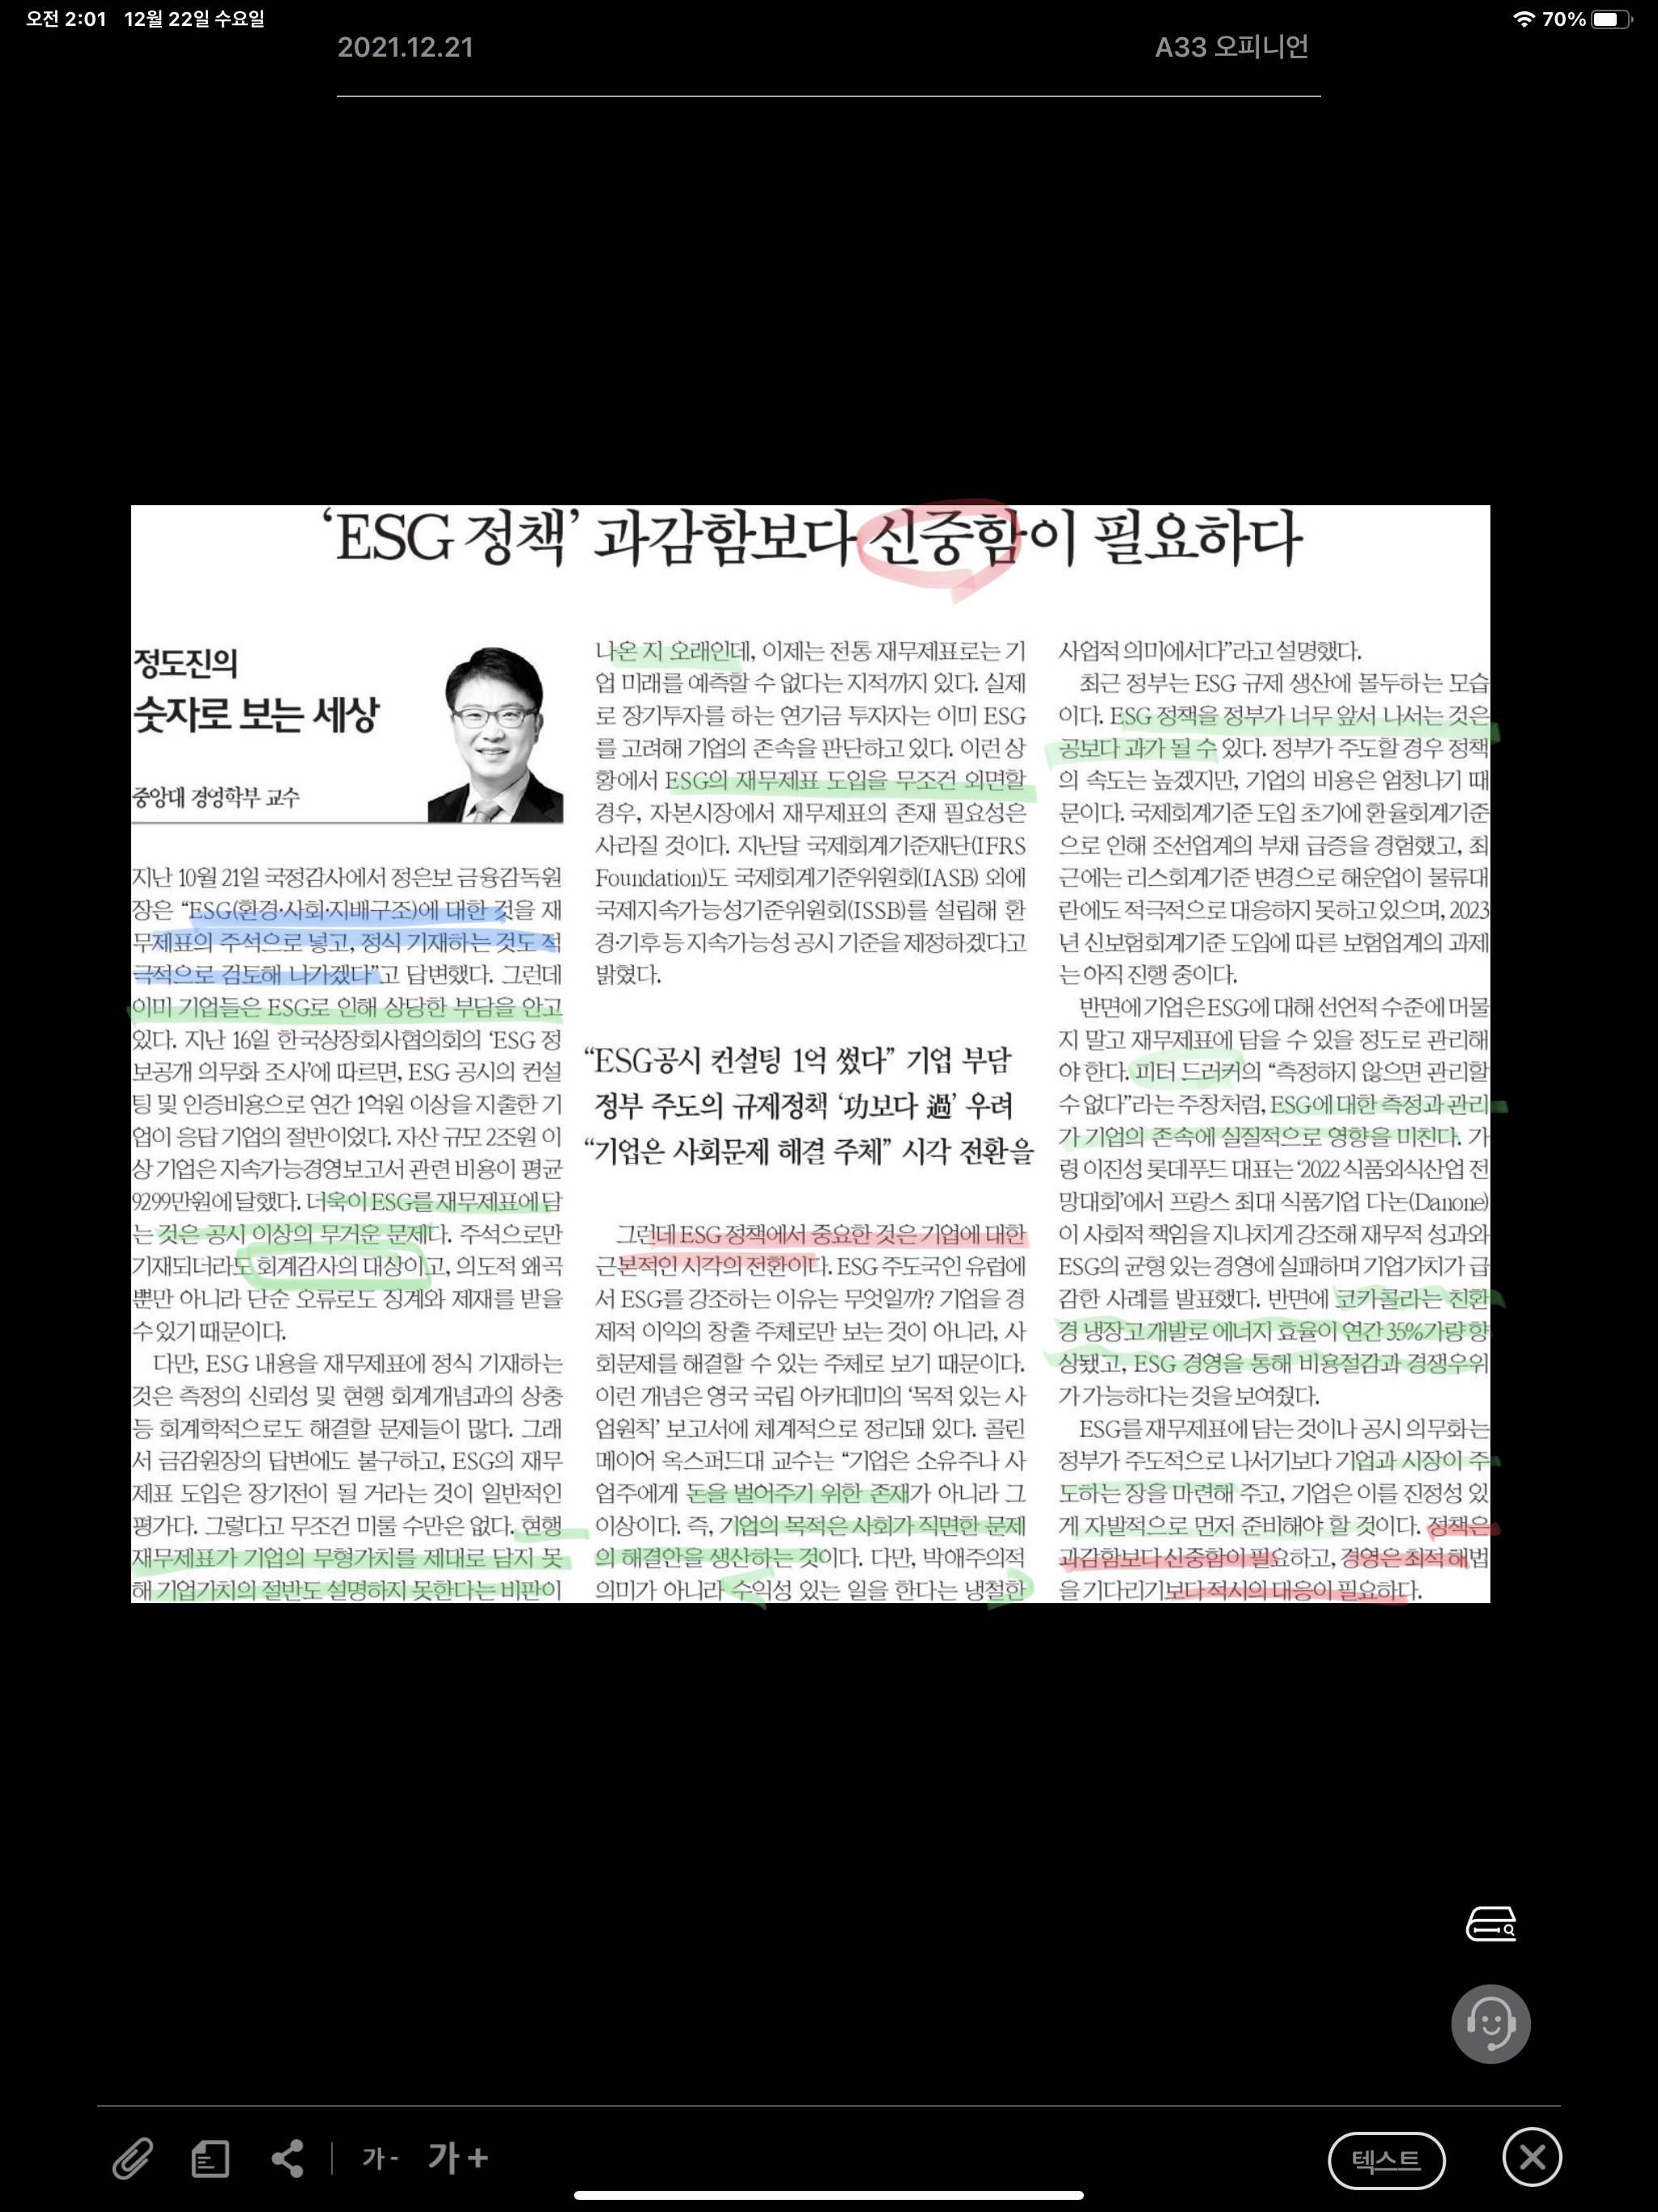 오전 2:01 12월 22일 수요일
70%
2021.12.21
A33 오피니언
‘ESG 정책’ 과감함보다 신중함이 필요하다
정도진의
숫자로 보는 세상
중앙대 경영학부 교수
지난 10월 21일 국정감사에서 정은보 금융감독원
장은 “ESG(환경·사회·지배구조)에 대한 것을 재
무제표의 주석으로 넣고, 정식 기재하는 것도 적
극적으로 검토해 나가겠다”고 답변했다. 그런데
이미 기업들은 ESG로 인해 상당한 부담을 안고
있다. 지난 16일 한국상장회사협의회의 ‘ESG 정
보공개 의무화 조사’에 따르면, ESG 공시의 컨설
팅 및 인증비용으로 연간 1억원 이상을 지출한 기
업이 응답 기업의 절반이었다. 자산 규모 2조원 이
상 기업은 지속가능경영보고서 관련 비용이 평균
9299만원에 달했다. 더욱이 ESG를 재무제표에 담
는 것은 공시 이상의 무거운 문제다. 주석으로만
기재되더라도 회계감사의 대상이고, 의도적 왜곡
뿐만 아니라 단순 오류로도 징계와 제재를 받을
수 있기 때문이다.
다만, ESG 내용을 재무제표에 정식 기재하는
것은 측정의 신뢰성 및 현행 회계개념과의 상충
등 회계학적으로도 해결할 문제들이 많다. 그래
서 금감원장의 답변에도 불구하고, ESG의 재무
제표 도입은 장기전이 될 거라는 것이 일반적인
평가다. 그렇다고 무조건 미룰 수만은 없다. 현행
재무제표가 기업의 무형가치를 제대로 담지 못
해 기업가치의 절반도 설명하지 못한다는 비판이
나온 지 오래인데, 이제는 전통 재무제표로는 기
업 미래를 예측할 수 없다는 지적까지 있다. 실제
로 장기투자를 하는 연기금 투자자는 이미 ESG
를 고려해 기업의 존속을 판단하고 있다. 이런 상
황에서 ESG의 재무제표 도입을 무조건 외면할
경우, 자본시장에서 재무제표의 존재 필요성은
사라질 것이다. 지난달 국제회계기준재단(IFRS
Foundation)도 국제회계기준위원회(IASB) 외에
국제지속가능성기준위원회(ISSB)를 설립해 환
경·기후 등 지속가능성 공시 기준을 제정하겠다고
밝혔다.
“ESG공시 컨설팅 1억 썼다” 기업 부담
정부 주도의 규제정책 ‘功보다 過’ 우려
“기업은 사회문제 해결 주체” 시각 전환을
그런데 ESG 정책에서 중요한 것은 기업에 대한
근본적인 시각의 전환이다. ESG 주도국인 유럽에
서 ESG를 강조하는 이유는 무엇일까? 기업을 경
제적 이익의 창출 주체로만 보는 것이 아니라, 사
회문제를 해결할 수 있는 주체로 보기 때문이다.
이런 개념은 영국 국립 아카데미의 ‘목적 있는 사
업원칙’ 보고서에 체계적으로 정리돼 있다. 콜린
메이어 옥스퍼드대 교수는 “기업은 소유주나 사
업주에게 돈을 벌어주기 위한 존재가 아니라 그
이상이다. 즉, 기업의 목적은 사회가 직면한 문제
의 해결안을 생산하는 것이다. 다만, 박애주의적
의미가 아니라 수익성 있는 일을 한다는 냉철한
사업적 의미에서다”라고 설명했다.
최근 정부는 ESG 규제 생산에 몰두하는 모습
이다. ESG 정책을 정부가 너무 앞서 나서는 것은
공보다 과가 될 수 있다. 정부가 주도할 경우 정책
의 속도는 높겠지만, 기업의 비용은 엄청나기 때
문이다. 국제회계기준 도입 초기에 환율회계기준
으로 인해 조선업계의 부채 급증을 경험했고, 최
근에는 리스회계기준 변경으로 해운업이 물류대
란에도 적극적으로 대응하지 못하고 있으며, 2023
년 신보험회계기준 도입에 따른 보험업계의 과제
는 아직 진행 중이다.
반면에 기업은 ESG에 대해 선언적 수준에 머물
지 말고 재무제표에 담을 수 있을 정도로 관리해
야 한다. 피터 드러커의 “측정하지 않으면 관리할
수 없다”라는 주창처럼, ESG에 대한 측정과 관리
가 기업의 존속에 실질적으로 영향을 미친다. 가
령 이진성 롯데푸드 대표는 ‘2022 식품외식산업 전
망대회’에서 프랑스 최대 식품기업 다논(Danone)
이 사회적 책임을 지나치게 강조해 재무적 성과와
ESG의 균형 있는 경영에 실패하며 기업가치가 급
감한 사례를 발표했다. 반면에 코카콜라는 친환
경 냉장고 개발로 에너지 효율이 연간 35%가량 향
상됐고, ESG 경영을 통해 비용절감과 경쟁우위
가 가능하다는 것을 보여줬다.
ESG를 재무제표에 담는 것이나 공시 의무화는
정부가 주도적으로 나서기보다 기업과 시장이 주
도하는 장을 마련해 주고, 기업은 이를 진정성 있
게 자발적으로 먼저 준비해야 할 것이다. 정책은
과감함보다 신중함이 필요하고, 경영은 최적 해법
을 기다리기보다 적시의 대응이 필요하다.
가- 가+
텍스트